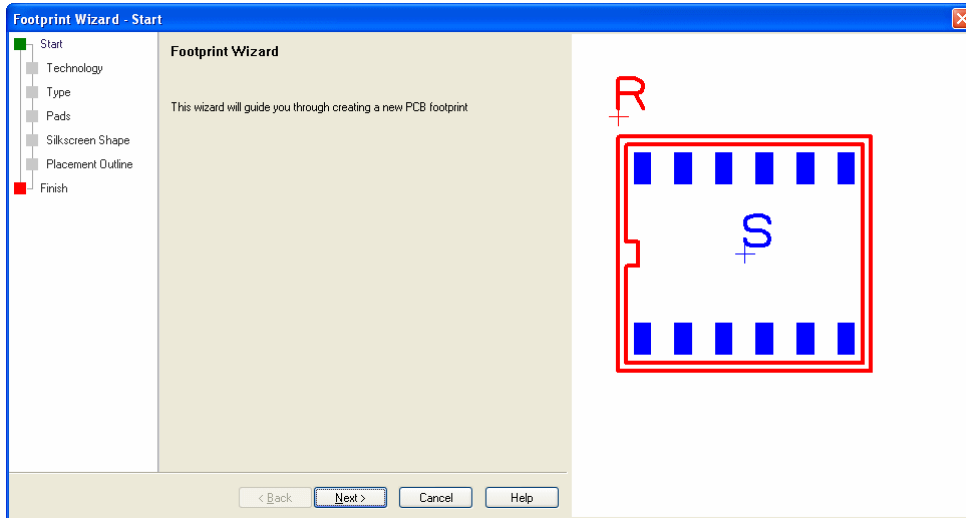 Footprint Wizard - Start
Start
Technology
Type
Pads
Silkscreen Shape
Placement Outline
Finish
Footprint Wizard
This wizard will guide you through creating a new PCB footprint
R
S
< Back
Next >
Cancel
Help